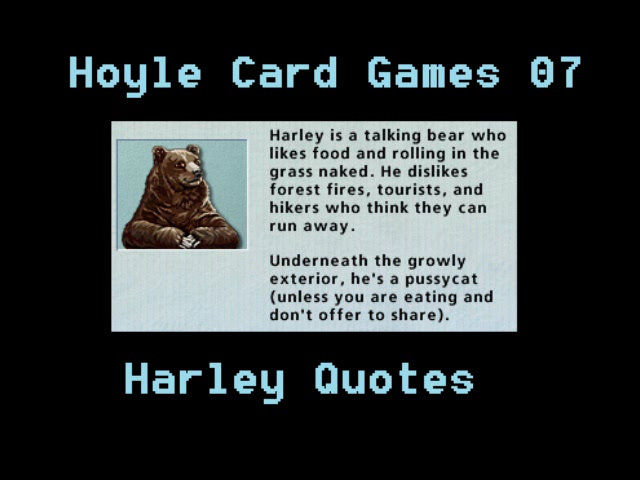 Hoyle Card Games 07
Harley is a talking bear who
likes food and rolling in the
grass naked. He dislikes
forest fires, tourists, and
hikers who think they can
run away.
Underneath the growly
exterior, he's a pussycat
(unless you are eating and
don't offer to share).
Harley Quotes